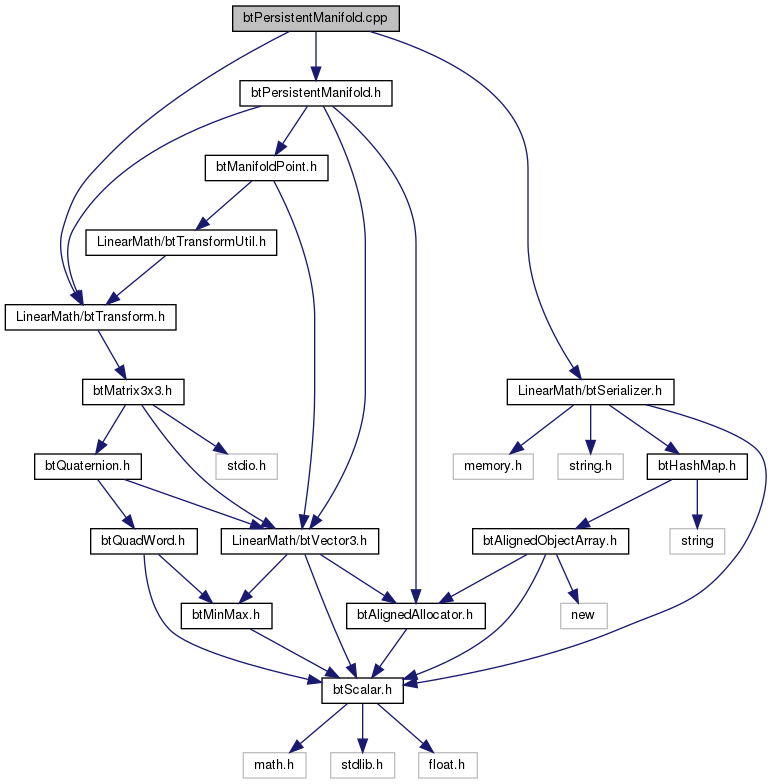 btPersistentManifold.cpp
btPersistentManifold.h
btManifoldPoint.h
LinearMath/btTransformUtil.h
LinearMath/btTransform.h
btMatrix3x3.h
LinearMath/btSerializer.h
btQuaternion.h
stdio.h
memory.h
string.h
btHashMap.h
btQuadWord.h
LinearMath/btVector3.h
btAlignedObjectArray.h
string
btMinMax.h
btAlignedAllocator.h
new
btScalar.h
math.h
stdlib.h
float.h